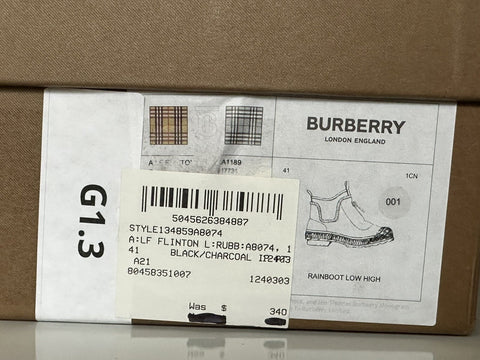 G1.3
A1189
BURBERRY
LONDON ENGLAND
41
1CN
001
RAINBOOT LOW HIGH
5045626384887
STYLE134859A8074
A:LF FLINTON L:RUBB:A8074, 1
41 BLACK/CHARCOAL
A21
80458351007
1240303
Was $
340